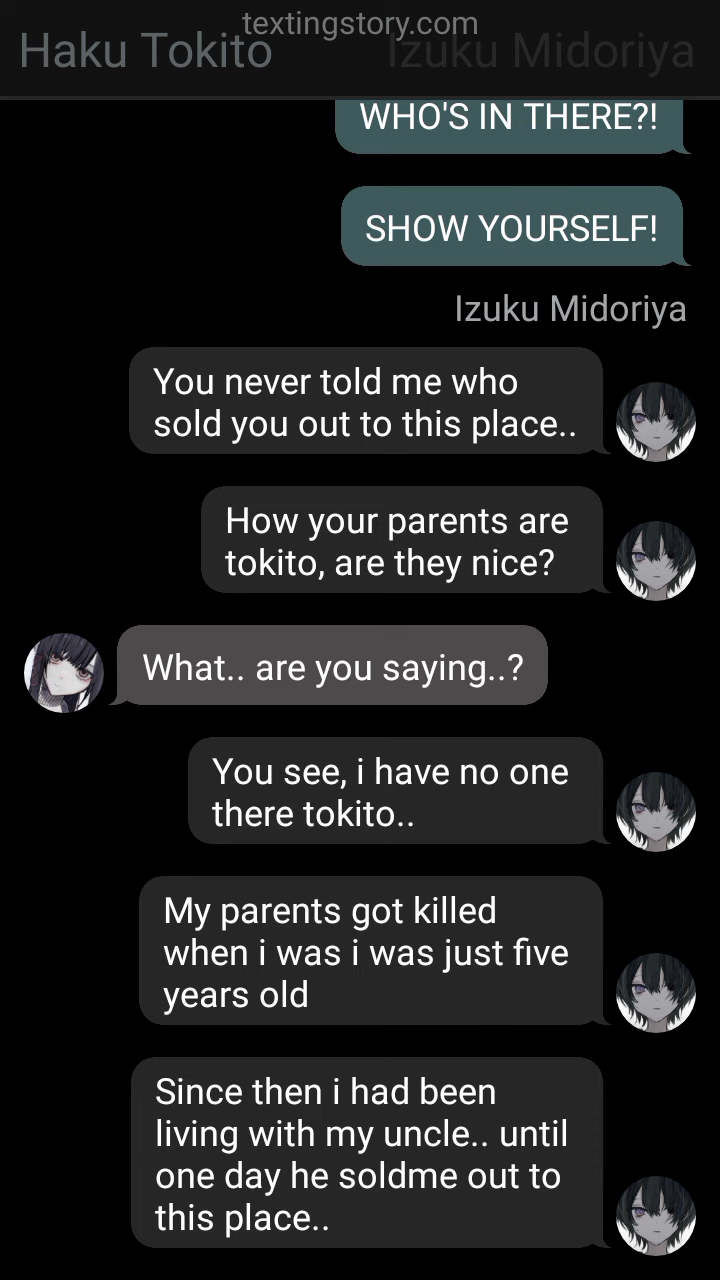 textingstory.com
Haku Tokito
Izuku Midoriya
WHO'S IN THERE?!
SHOW YOURSELF!
Izuku Midoriya
You never told me who
sold you out to this place..
How your parents are
tokito, are they nice?
What.. are you saying..?
You see, i have no one
there tokito..
My parents got killed
when i was i was just five
years old
Since then i had been
living with my uncle.. until
one day he soldme out to
this place..